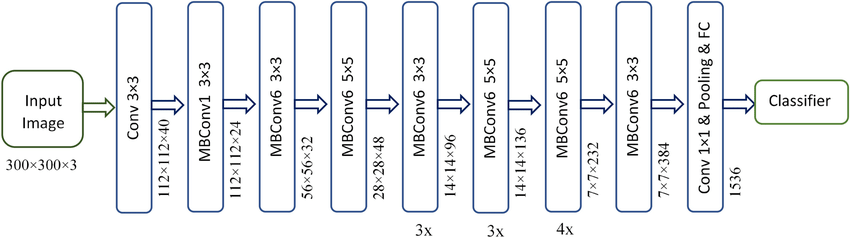 Input
Image
300×300×3
Conv 3×3
112×112×40
MBConv1 3×3
112×112×24
MBConv6 3×3
56×56×32
MBConv6 5×5
28×28×48
MBConv6 3×3
3x
14×14×96
MBConv6 5×5
3x
14×14×136
MBConv6 5×5
4x
7×7×232
MBConv6 3×3
7×7×384
Conv 1×1 & Pooling & FC
1536
Classifier